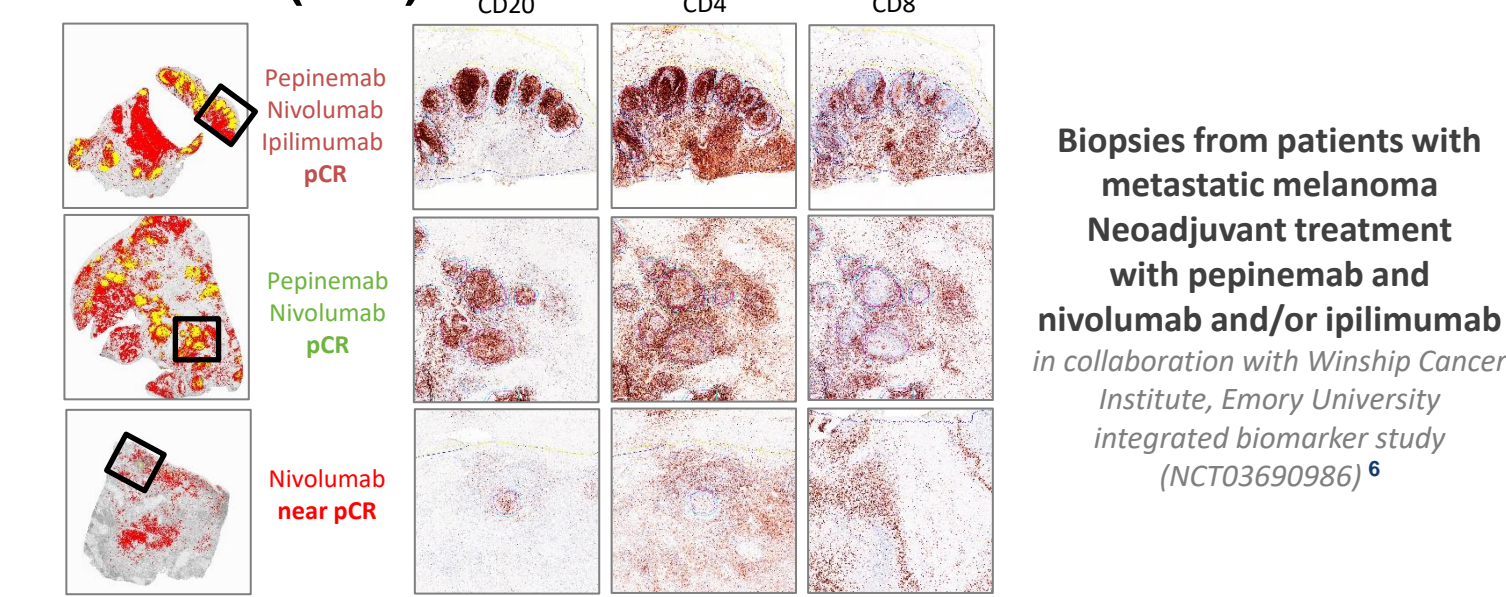 CD20
CD4
CD8
Pepinemab
Nivolumab
Ipilimumab
pCR
Pepinemab
Nivolumab
pCR
Nivolumab
near pCR
Biopsies from patients with
metastatic melanoma
Neoadjuvant treatment
with pepinemab and
nivolumab and/or ipilimumab
in collaboration with Winship Cancer
Institute, Emory University
integrated biomarker study
(NCT03690986) 6